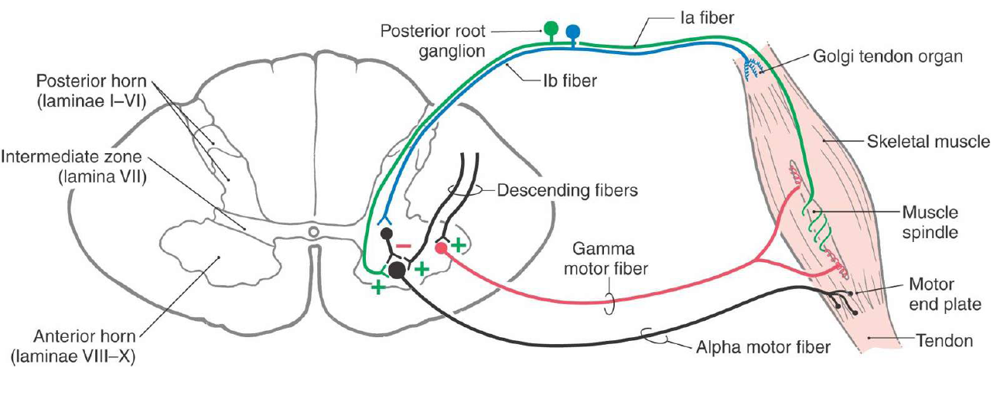 Ia fiber
Posterior root
ganglion
Golgi tendon organ
Ib fiber
Posterior horn
(laminae I–VI)
Skeletal muscle
Intermediate zone
(lamina VII)
Descending fibers
Muscle
spindle
– +
Gamma
motor fiber
+
+
Motor
end plate
Anterior horn
(laminae VIII–X)
Alpha motor fiber
Tendon